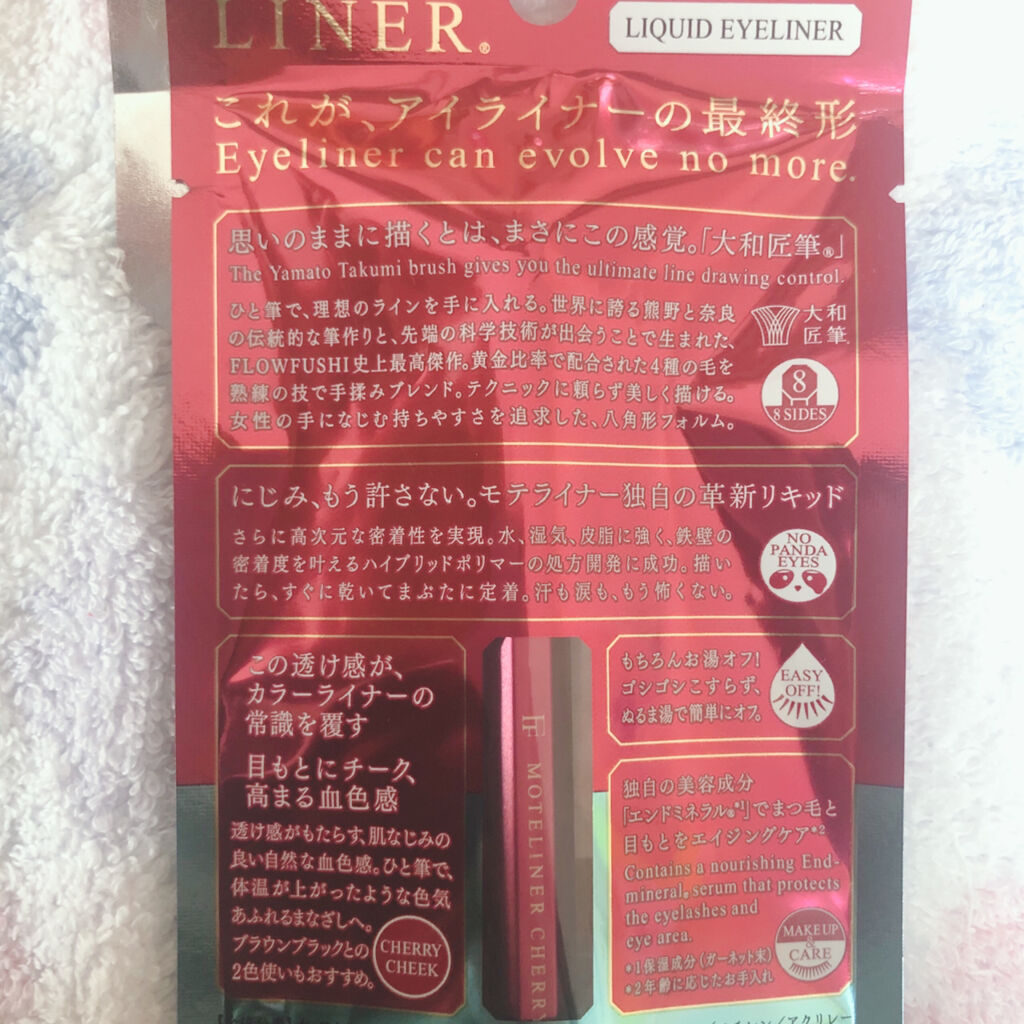 LINER®
LIQUID EYELINER
これが、アイライナーの最終形
Eyeliner can evolve no more.
思いのままに描くとは、まさにこの感覚。「大和匠筆®」
The Yamato Takumi brush gives you the ultimate line drawing control.
ひと筆で、理想のラインを手に入れる。世界に誇る熊野と奈良
の伝統的な筆作りと、先端の科学技術が出会うことで生まれた、
FLOWFUSHI史上最高傑作。黄金比率で配合された4種の毛を
熟練の技で手揉みブレンド。テクニックに頼らず美しく描ける。
女性の手になじむ持ちやすさを追求した、八角形フォルム。
大和
匠筆®
8
8 SIDES
にじみ、もう許さない。モテライナー独自の革新リキッド
さらに高次元な密着性を実現。水、湿気、皮脂に強く、鉄壁の
密着度を叶えるハイブリッドポリマーの処方開発に成功。描い
たら、すぐに乾いてまぶたに定着。汗も涙も、もう怖くない。
NO
PANDA
EYES
この透け感が、
カラーライナーの
常識を覆す
目もとにチーク、
高まる血色感
透け感がもたらす、肌なじみの
良い自然な血色感。ひと筆で、
体温が上がったような色気
あふれるまなざしへ。
ブラウンブラックとの
2色使いもおすすめ。
CHERRY
CHEEK
MOTELINER CHERRY
もちろんお湯オフ!
ゴシゴシこすらず、
ぬるま湯で簡単にオフ。
EASY
OFF!
独自の美容成分
「エンドミネラル®*1」でまつ毛と
目もとをエイジングケア*2
Contains a nourishing End-
mineral® serum that protects
the eyelashes and
eye area.
*1保湿成分(ガーネット末)
*2年齢に応じたお手入れ
MAKEUP
&
CARE